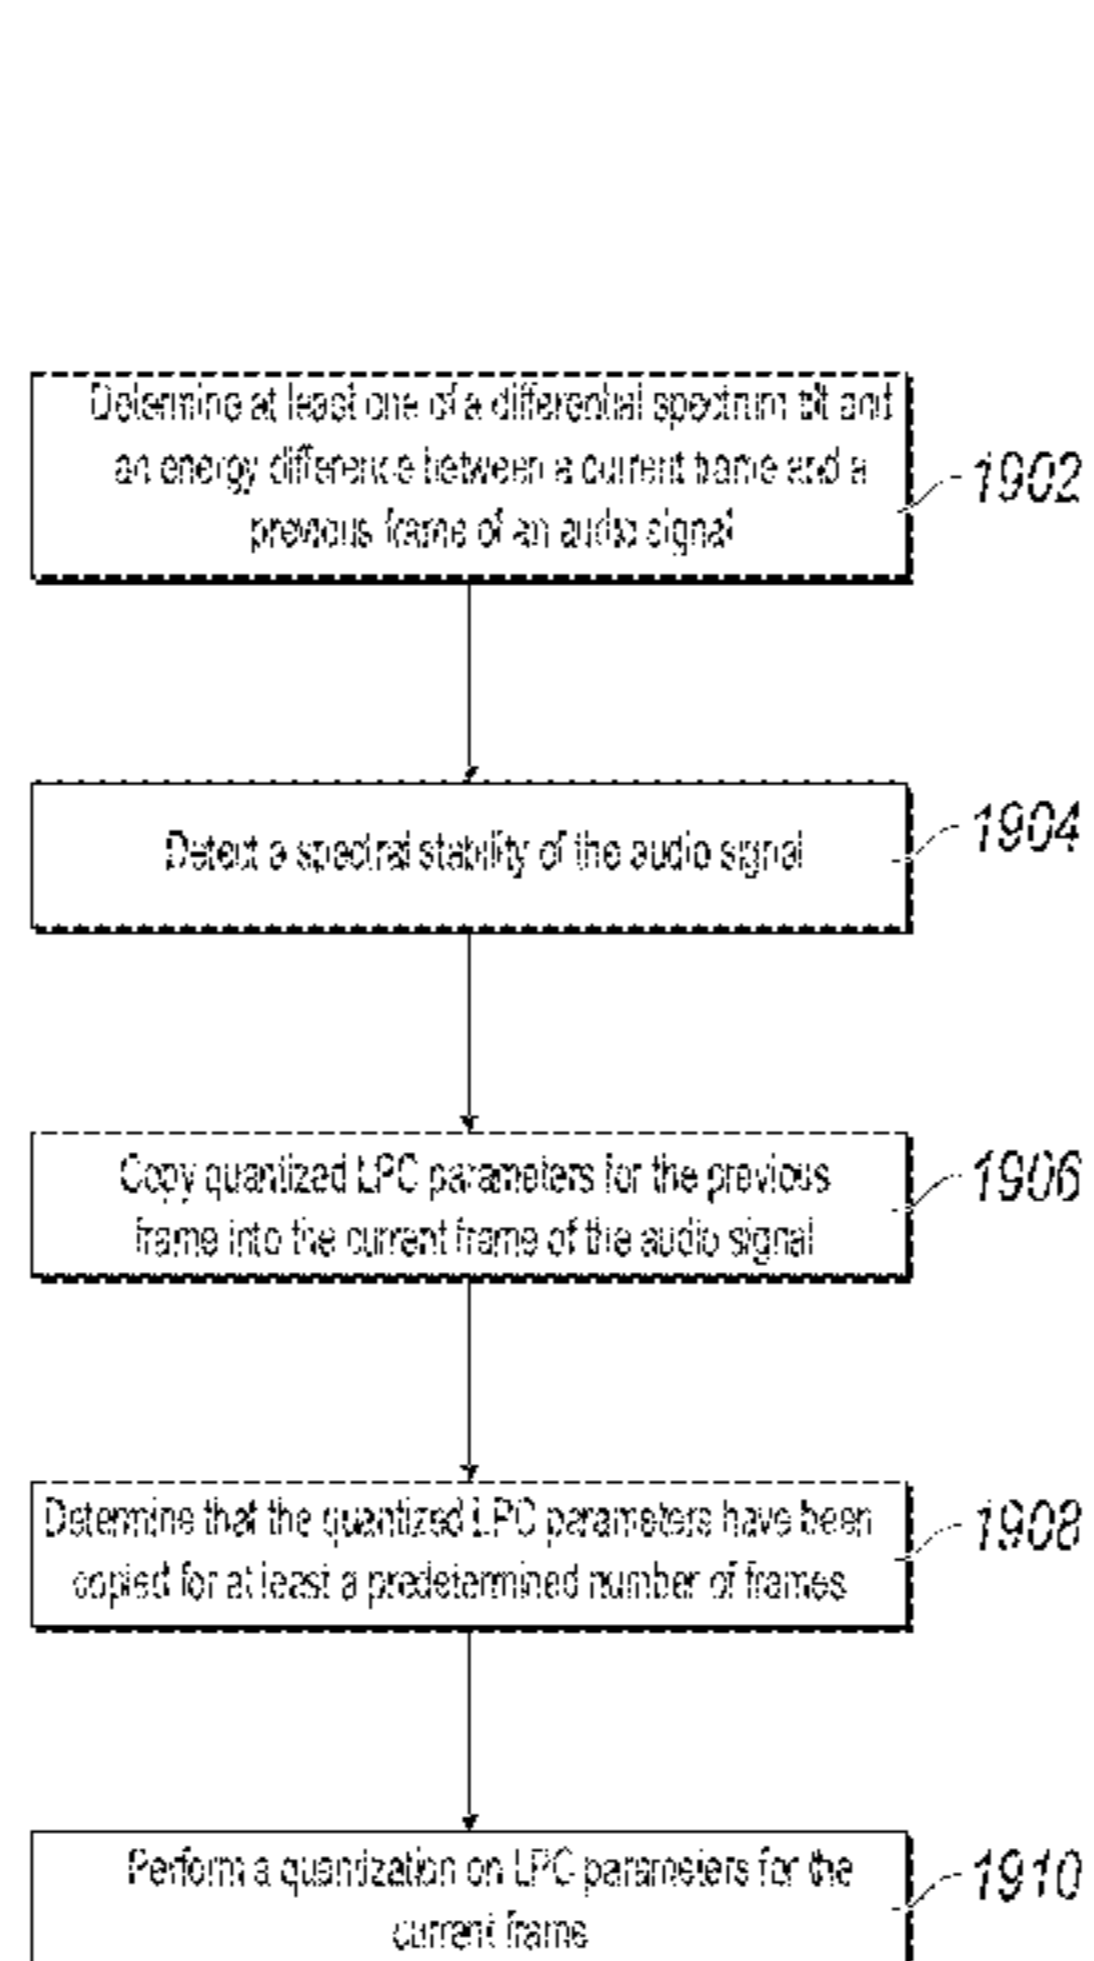 Determine at least one of a differential spectrum tilt and
an energy difference between a current frame and a
previous frame of an audio signal
1902
Detect a spectral stability of the audio signal
1904
Copy quantized LPC parameters for the previous
frame into the current frame of the audio signal
1906
Determine that the quantized LPC parameters have been
copied for at least a predetermined number of frames
1908
Perform a quantization on LPC parameters for the
current frame
1910